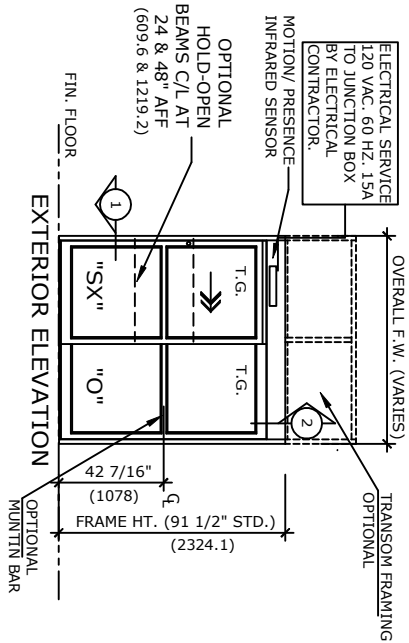 ELECTRICAL SERVICE
120 VAC. 60 HZ. 15A
TO JUNCTION BOX
BY ELECTRICAL
CONTRACTOR.
MOTION/ PRESENCE
INFRARED SENSOR
OPTIONAL
HOLD-OPEN
BEAMS C/L AT
24 & 48" AFF
(609.6 & 1219.2)
FIN. FLOOR
OVERALL F.W. (VARIES)
TRANSOM FRAMING
OPTIONAL
T.G.
T.G.
"SX"
"O"
1
2
42 7/16"
(1078)
CL
FRAME HT. (91 1/2" STD.)
(2324.1)
OPTIONAL
MUNTIN BAR
EXTERIOR ELEVATION